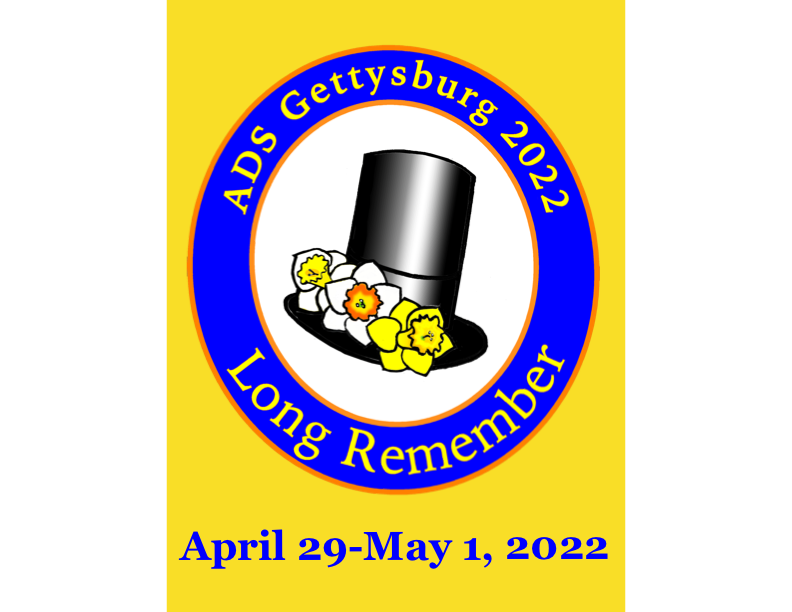 ADS Gettysburg 2022
Long Remember
April 29-May 1, 2022